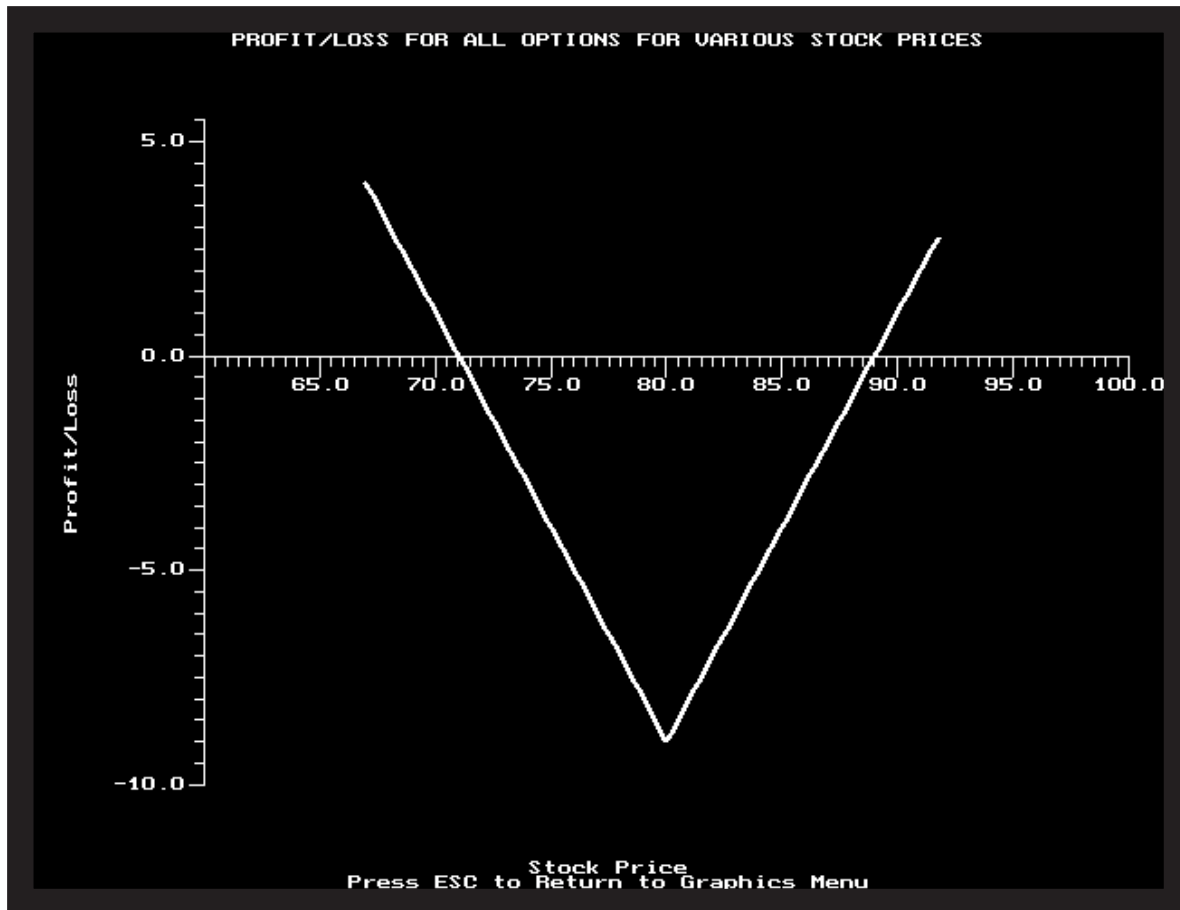 PROFIT/LOSS FOR ALL OPTIONS FOR VARIOUS STOCK PRICES
5.0
0.0
65.0 70.0 75.0 80.0 85.0 90.0 95.0 100.0
Profit/Loss
-5.0
-10.0
Stock Price
Press ESC to Return to Graphics Menu